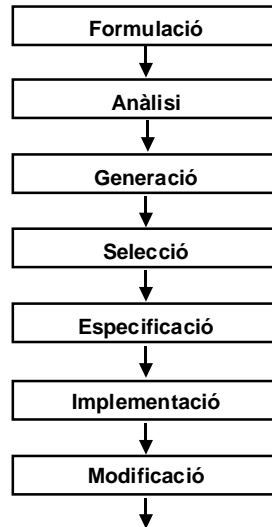 Formulació
Anàlisi
Generació
Selecció
Especificació
Implementació
Modificació